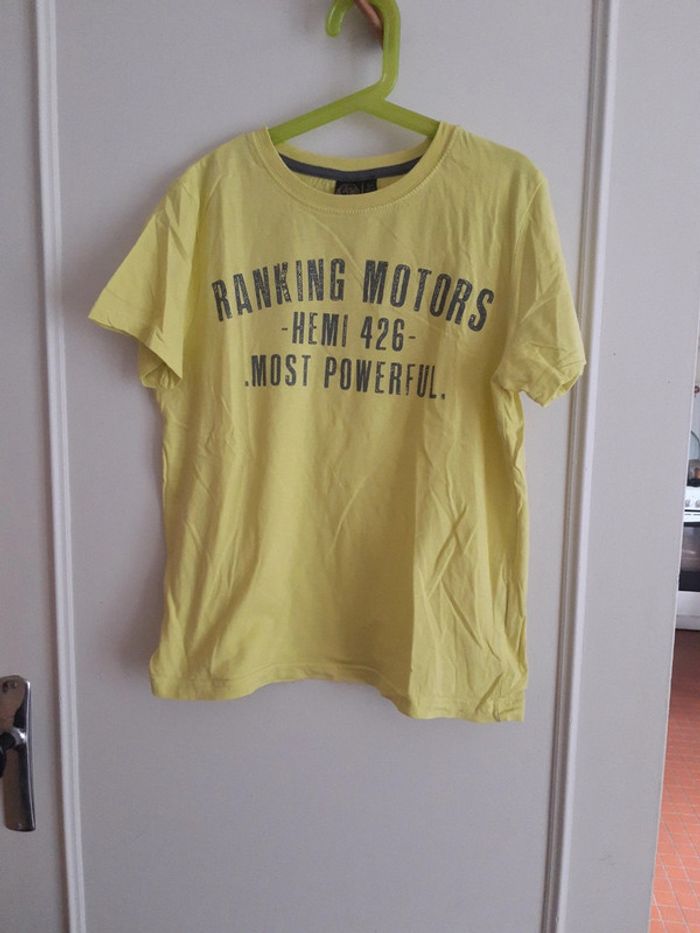 RANKING MOTORS
-HEMI 426-
.MOST POWERFUL.